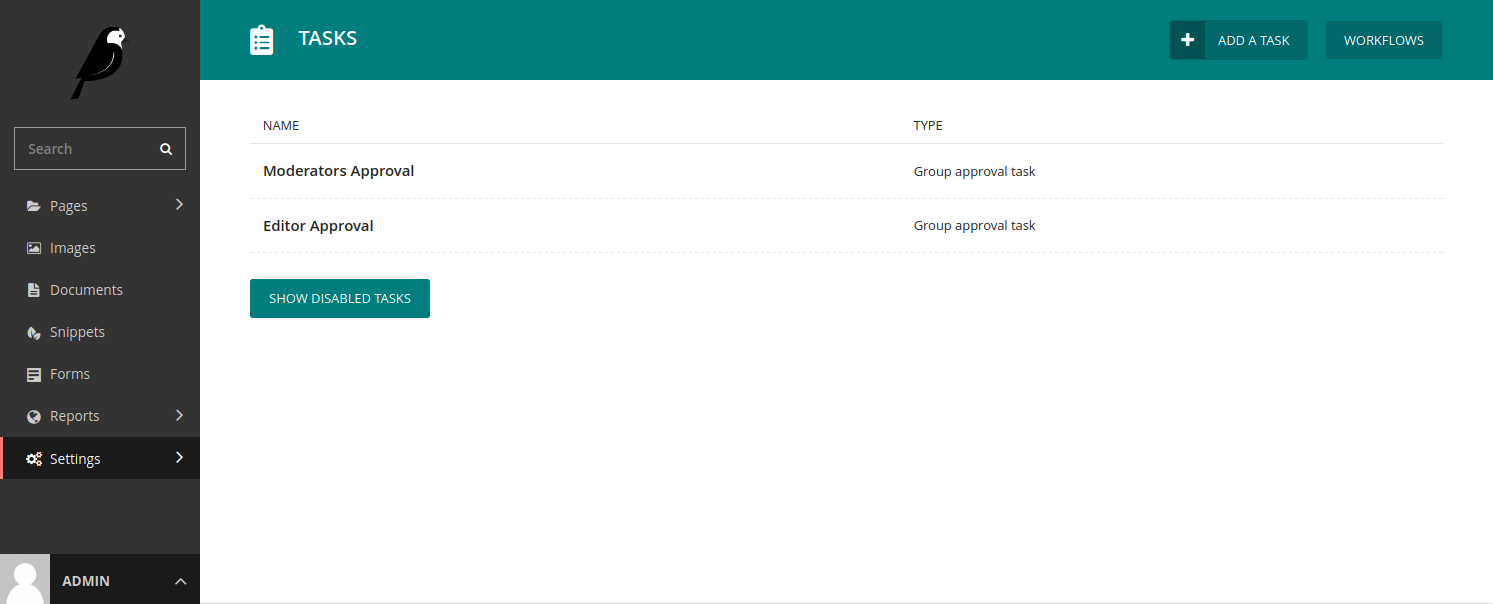 TASKS
ADD A TASK
WORKFLOWS
Search
Pages
Images
Documents
Snippets
Forms
Reports
Settings
ADMIN
NAME TYPE
Moderators Approval Group approval task
Editor Approval Group approval task
SHOW DISABLED TASKS